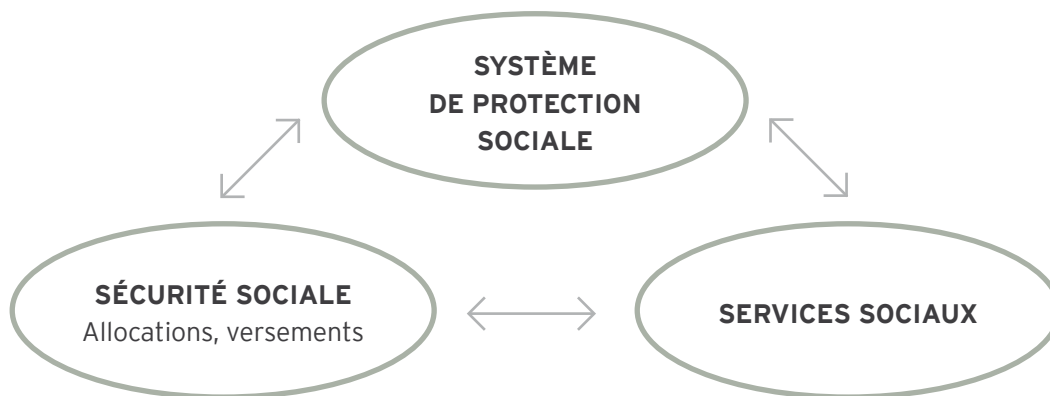 SYSTÈME
DE PROTECTION
SOCIALE
SÉCURITÉ SOCIALE
Allocations, versements
SERVICES SOCIAUX